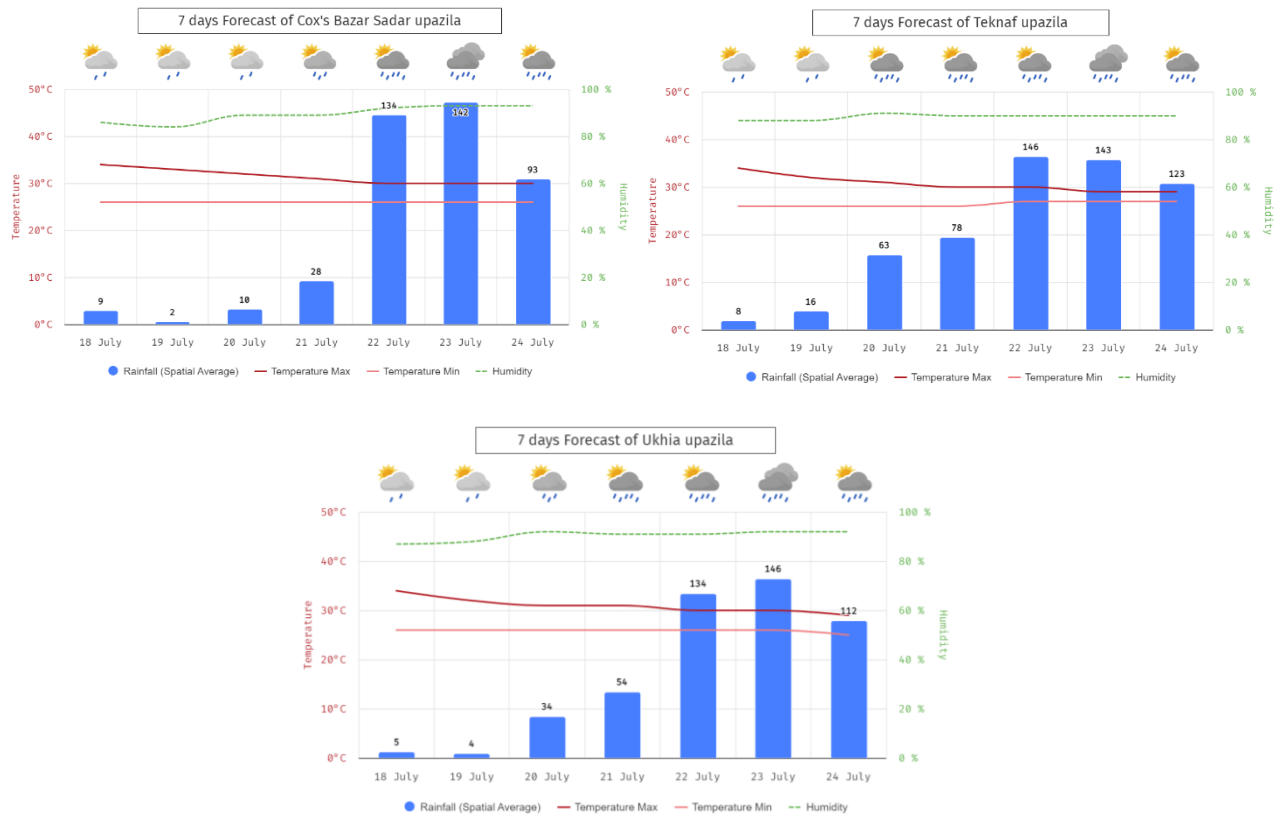 7 days Forecast of Cox's Bazar Sadar upazila
50°C
40°C
30°C
20°C
10°C
0°C
Temperature
100 %
80 %
60 %
40 %
20 %
0 %
Humidity
9
2
10
28
134
142
93
18 July
19 July
20 July
21 July
22 July
23 July
24 July
Rainfall (Spatial Average)
Temperature Max
Temperature Min
Humidity
7 days Forecast of Teknaf upazila
50°C
40°C
30°C
20°C
10°C
0°C
Temperature
100 %
80 %
60 %
40 %
20 %
0 %
Humidity
8
16
63
78
146
143
123
18 July
19 July
20 July
21 July
22 July
23 July
24 July
Rainfall (Spatial Average)
Temperature Max
Temperature Min
Humidity
7 days Forecast of Ukhia upazila
50°C
40°C
30°C
20°C
10°C
0°C
Temperature
100 %
80 %
60 %
40 %
20 %
0 %
Humidity
5
4
34
54
134
146
112
18 July
19 July
20 July
21 July
22 July
23 July
24 July
Rainfall (Spatial Average)
Temperature Max
Temperature Min
Humidity